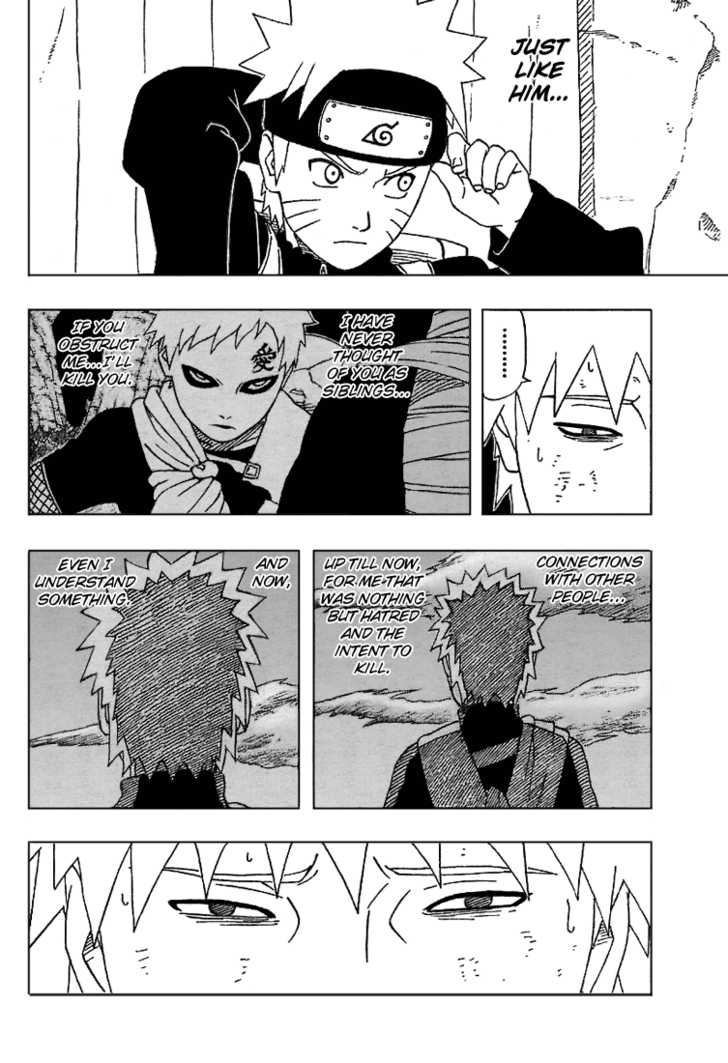 JUST
LIKE
HIM...
.........
I HAVE
NEVER
THOUGHT
OF YOU AS
SIBLINGS...
愛
IF YOU
OBSTRUCT
ME...I'LL
KILL YOU.
CONNECTIONS
WITH OTHER
PEOPLE...
UP TILL NOW,
FOR ME THAT
WAS NOTHING
BUT HATRED
AND THE
INTENT TO
KILL.
AND
NOW,
EVEN I
UNDERSTAND
SOMETHING.